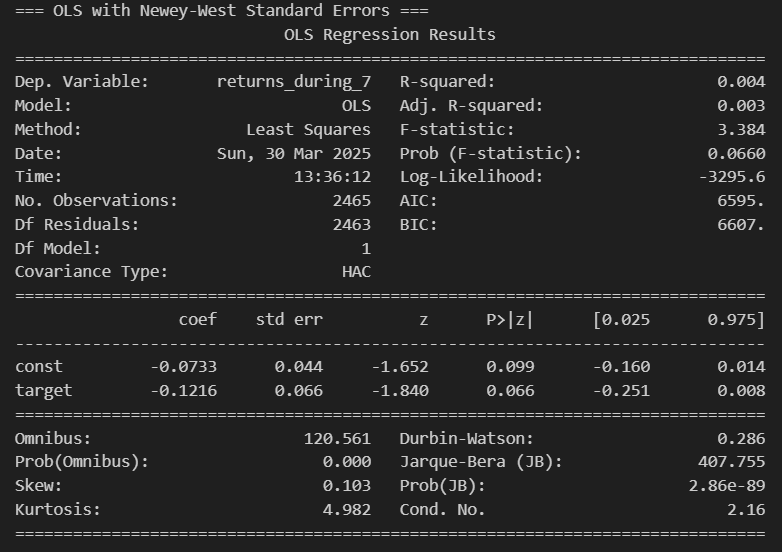 === OLS with Newey-West Standard Errors ===
                            OLS Regression Results
==============================================================================
Dep. Variable:        returns_during_7   R-squared:                       0.004
Model:                             OLS   Adj. R-squared:                  0.003
Method:                  Least Squares   F-statistic:                     3.384
Date:                 Sun, 30 Mar 2025   Prob (F-statistic):             0.0660
Time:                         13:36:12   Log-Likelihood:                -3295.6
No. Observations:                 2465   AIC:                             6595.
Df Residuals:                     2463   BIC:                             6607.
Df Model:                            1
Covariance Type:                   HAC
==============================================================================
                 coef    std err          z      P>|z|      [0.025      0.975]
------------------------------------------------------------------------------
const         -0.0733      0.044     -1.652      0.099      -0.160       0.014
target        -0.1216      0.066     -1.840      0.066      -0.251       0.008
==============================================================================
Omnibus:                      120.561   Durbin-Watson:                   0.286
Prob(Omnibus):                  0.000   Jarque-Bera (JB):              407.755
Skew:                           0.103   Prob(JB):                     2.86e-89
Kurtosis:                       4.982   Cond. No.                         2.16
==============================================================================